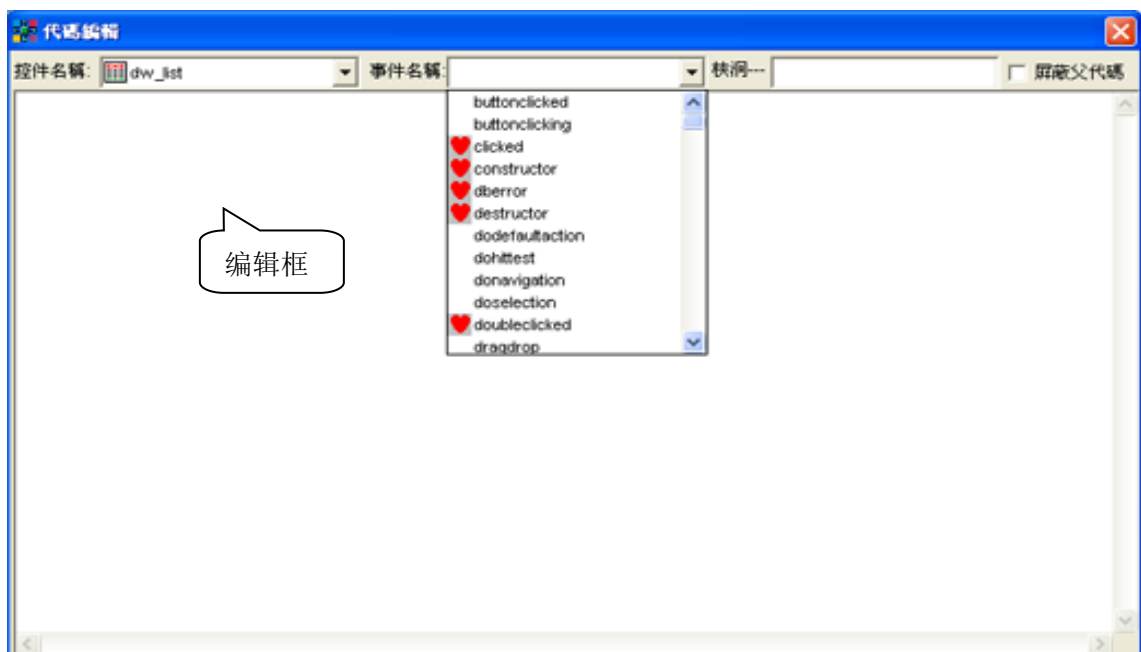 代碼編輯
控件名稱: dw_list 事件名稱: 柍洞--- 屏蔽父代碼
buttonclicked
buttonclicking
clicked
constructor
dberror
destructor
dodefaultaction
dohittest
donavigation
doselection
doubleclicked
dragdrop
编辑框